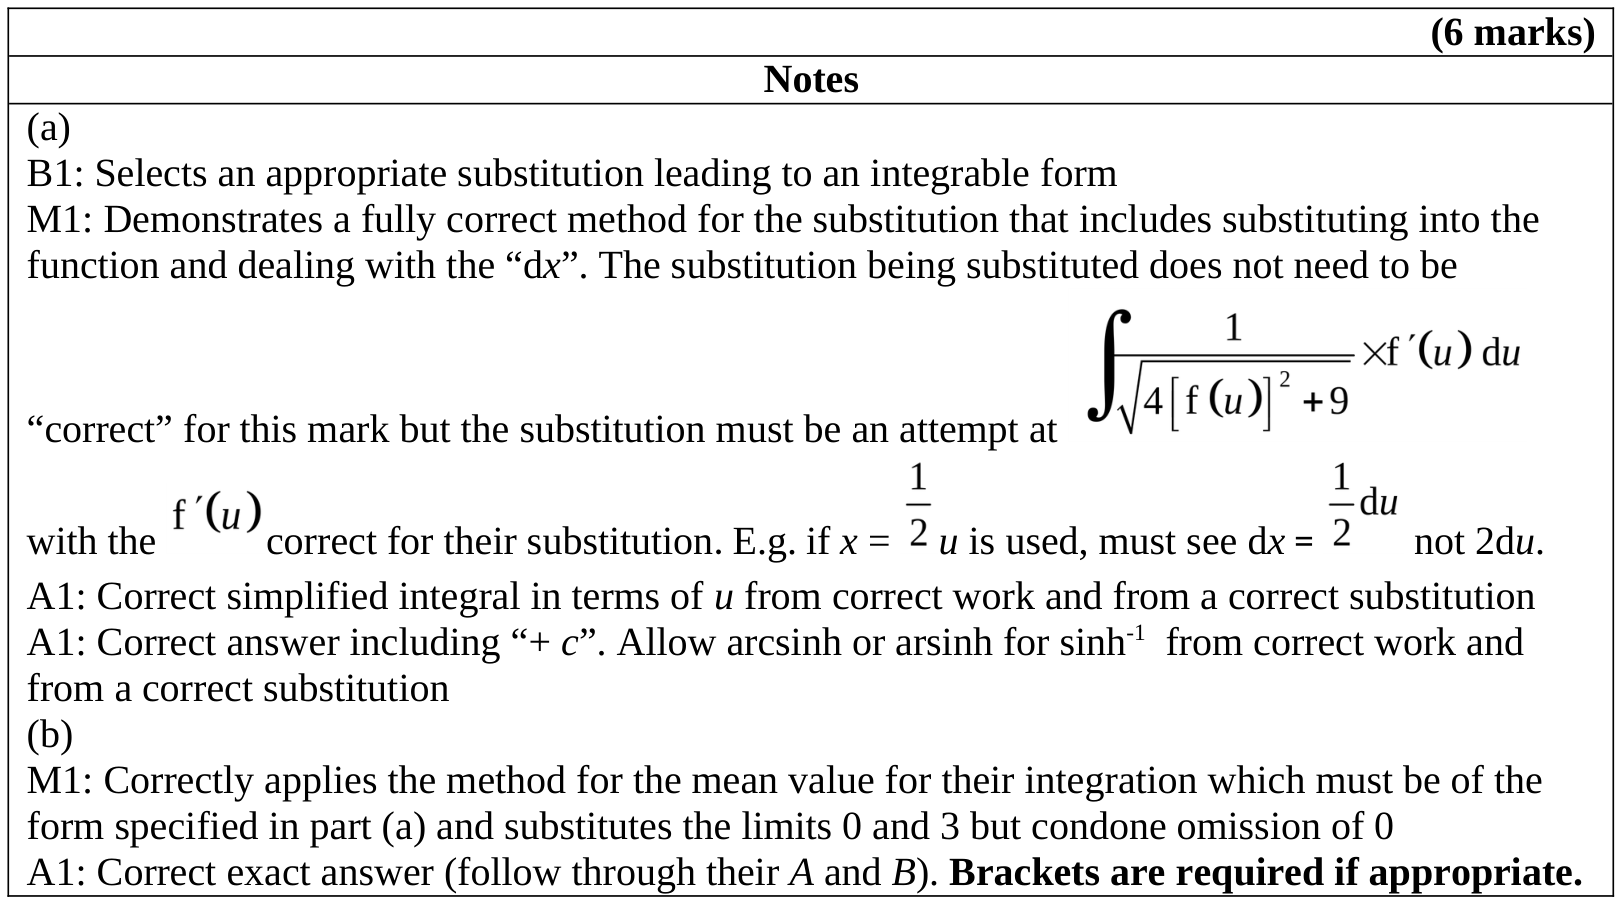 (6 marks)
Notes
(a)
B1: Selects an appropriate substitution leading to an integrable form
M1: Demonstrates a fully correct method for the substitution that includes substituting into the
function and dealing with the “dx”. The substitution being substituted does not need to be
“correct” for this mark but the substitution must be an attempt at ∫ 1/√(4[f(u)]² + 9) × f ′(u) du
with the f ′(u) correct for their substitution. E.g. if x = 1/2 u is used, must see dx = 1/2 du not 2du.
A1: Correct simplified integral in terms of u from correct work and from a correct substitution
A1: Correct answer including “+ c”. Allow arcsinh or arsinh for sinh⁻¹ from correct work and
from a correct substitution
(b)
M1: Correctly applies the method for the mean value for their integration which must be of the
form specified in part (a) and substitutes the limits 0 and 3 but condone omission of 0
A1: Correct exact answer (follow through their A and B). Brackets are required if appropriate.